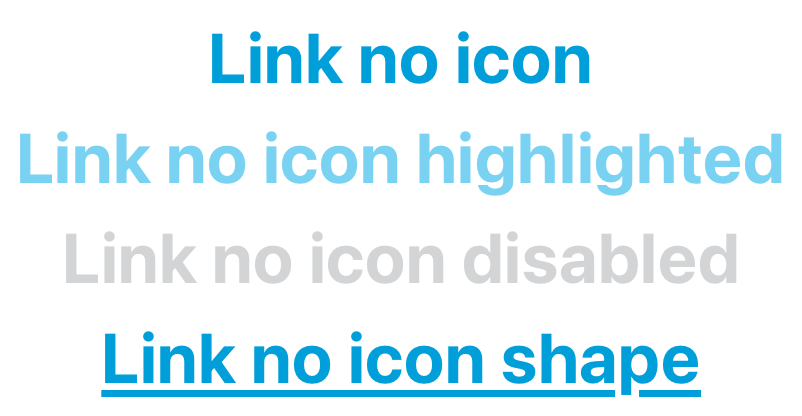 Link no icon
Link no icon highlighted
Link no icon disabled
Link no icon shape